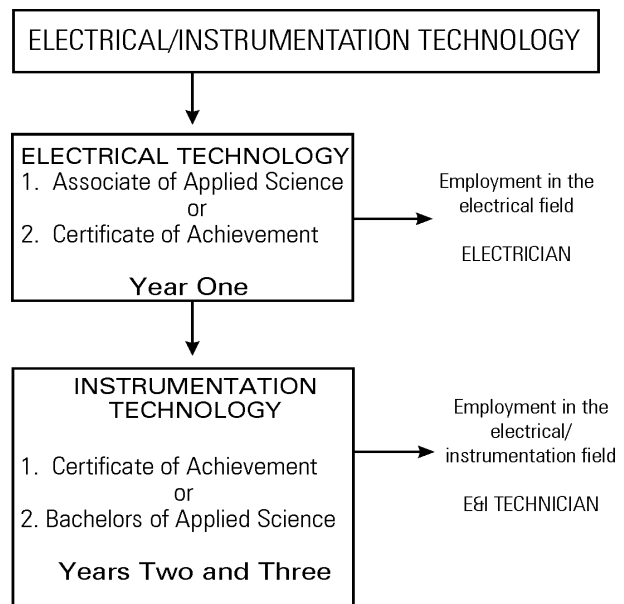 ELECTRICAL/INSTRUMENTATION TECHNOLOGY
ELECTRICAL TECHNOLOGY
1. Associate of Applied Science
or
2. Certificate of Achievement
Year One
Employment in the
electrical field
ELECTRICIAN
INSTRUMENTATION
TECHNOLOGY
1. Certificate of Achievement
or
2. Bachelors of Applied Science
Years Two and Three
Employment in the
electrical/
instrumentation field
E&I TECHNICIAN